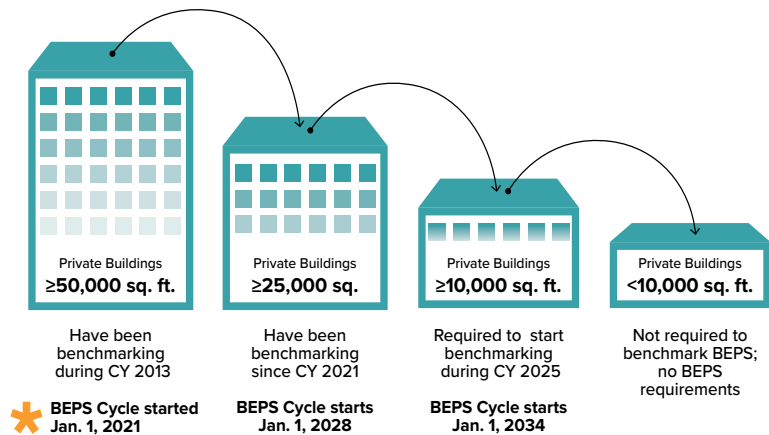 Private Buildings
≥50,000 sq. ft.
Have been
benchmarking
during CY 2013
BEPS Cycle started
Jan. 1, 2021
Private Buildings
≥25,000 sq.
Have been
benchmarking
since CY 2021
BEPS Cycle starts
Jan. 1, 2028
Private Buildings
≥10,000 sq. ft.
Required to start
benchmarking
during CY 2025
BEPS Cycle starts
Jan. 1, 2034
Private Buildings
<10,000 sq. ft.
Not required to
benchmark BEPS;
no BEPS
requirements